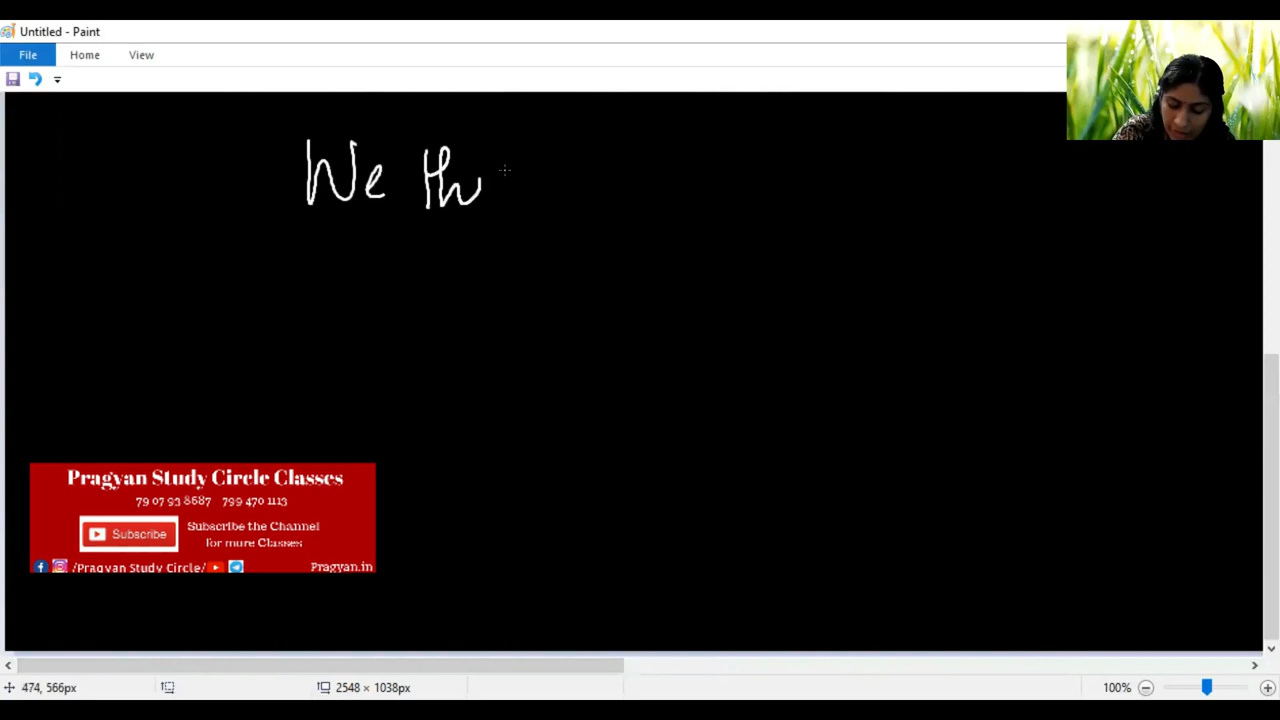 Untitled - Paint
File Home View
We th
Pragyan Study Circle Classes
79 07 93 8687 799 470 1113
Subscribe
Subscribe the Channel
for more Classes
/Pragyan Study Circle/
Pragyan.in
474, 566px
2548 × 1038px
100%